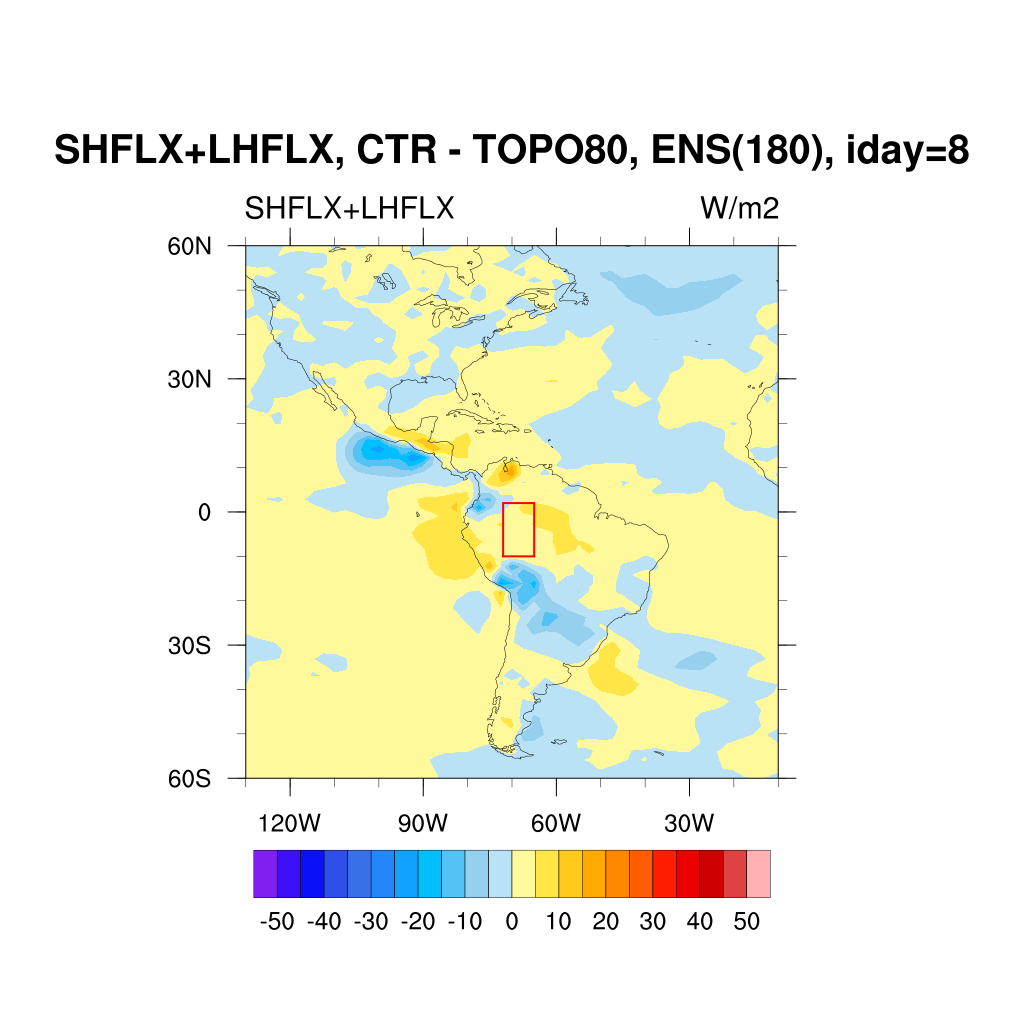 SHFLX+LHFLX, CTR - TOPO80, ENS(180), iday=8
SHFLX+LHFLX W/m2
60N
30N
0
30S
60S
120W 90W 60W 30W
-50 -40 -30 -20 -10 0 10 20 30 40 50